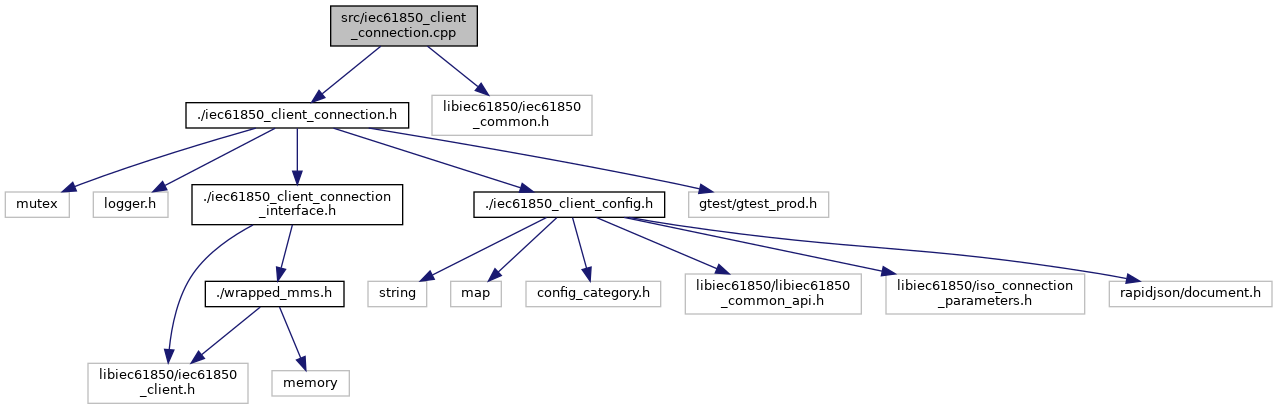 src/iec61850_client
_connection.cpp
./iec61850_client_connection.h
libiec61850/iec61850
_common.h
mutex
logger.h
./iec61850_client_connection
_interface.h
./iec61850_client_config.h
gtest/gtest_prod.h
./wrapped_mms.h
string
map
config_category.h
libiec61850/libiec61850
_common_api.h
libiec61850/iso_connection
_parameters.h
rapidjson/document.h
libiec61850/iec61850
_client.h
memory